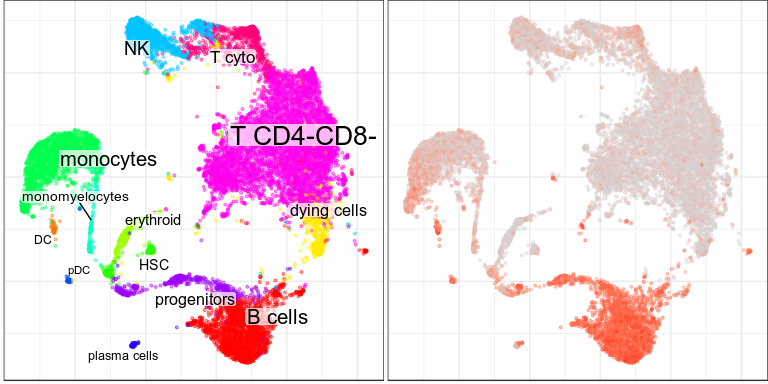 NK
T cyto
T CD4-CD8-
monocytes
monomyelocytes
dying cells
erythroid
DC
HSC
pDC
progenitors
B cells
plasma cells